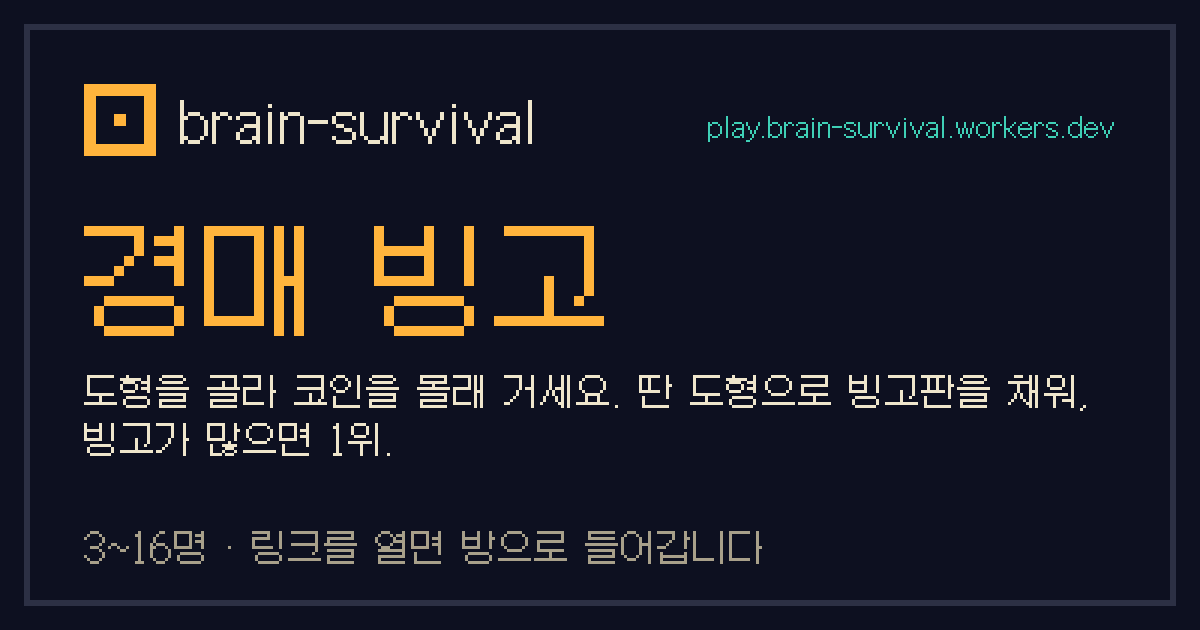 brain-survival
play.brain-survival.workers.dev
경매 빙고
도형을 골라 코인을 몰래 거세요. 딴 도형으로 빙고판을 채워,
빙고가 많으면 1위.
3~16명 · 링크를 열면 방으로 들어갑니다